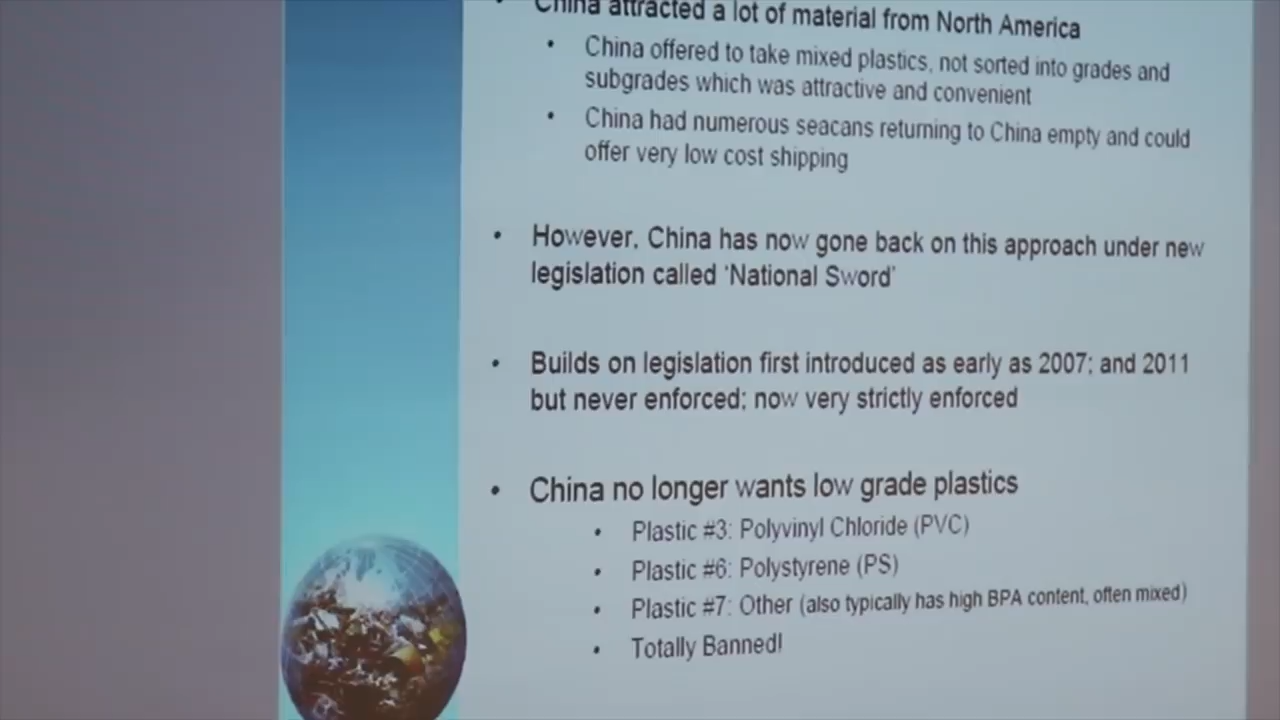 • China attracted a lot of material from North America
• China offered to take mixed plastics, not sorted into grades and
subgrades which was attractive and convenient
• China had numerous seacans returning to China empty and could
offer very low cost shipping
• However, China has now gone back on this approach under new
legislation called 'National Sword'
• Builds on legislation first introduced as early as 2007; and 2011
but never enforced; now very strictly enforced
• China no longer wants low grade plastics
• Plastic #3: Polyvinyl Chloride (PVC)
• Plastic #6: Polystyrene (PS)
• Plastic #7: Other (also typically has high BPA content, often mixed)
• Totally Banned!